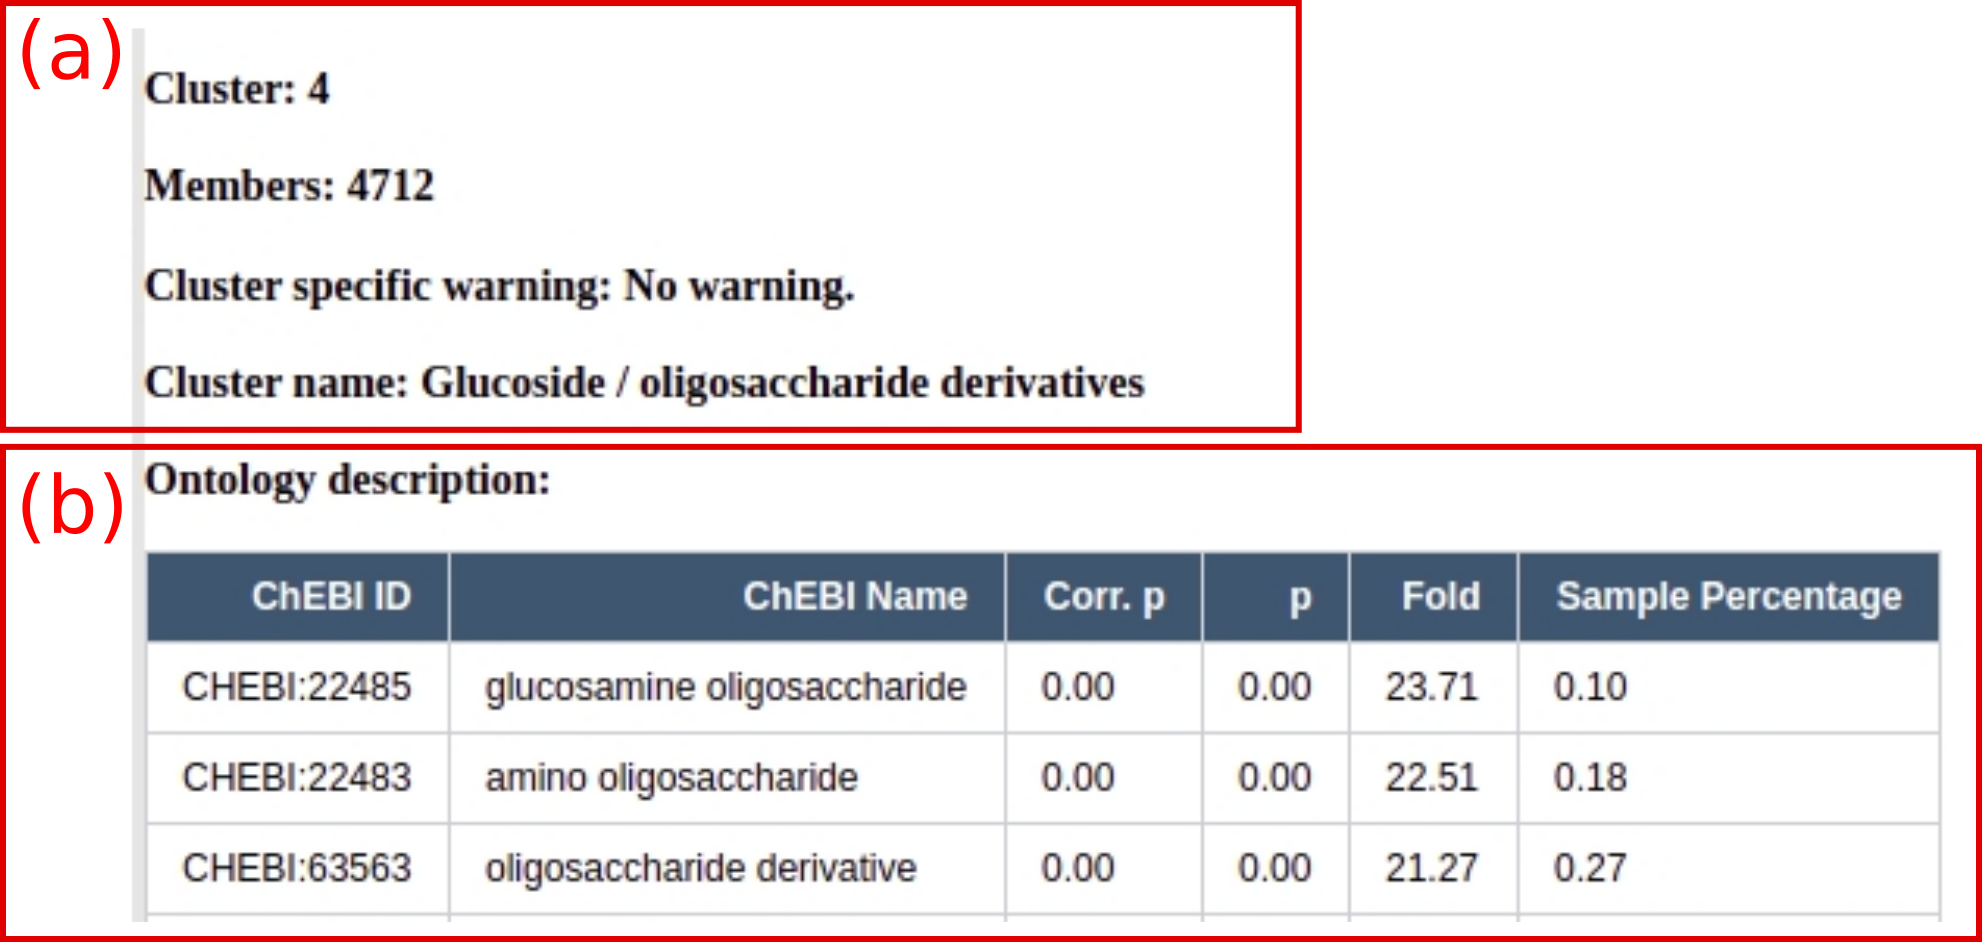 (a)
Cluster: 4
Members: 4712
Cluster specific warning: No warning.
Cluster name: Glucoside / oligosaccharide derivatives
(b)
Ontology description:
ChEBI ID ChEBI Name Corr. p p Fold Sample Percentage
CHEBI:22485 glucosamine oligosaccharide 0.00 0.00 23.71 0.10
CHEBI:22483 amino oligosaccharide 0.00 0.00 22.51 0.18
CHEBI:63563 oligosaccharide derivative 0.00 0.00 21.27 0.27